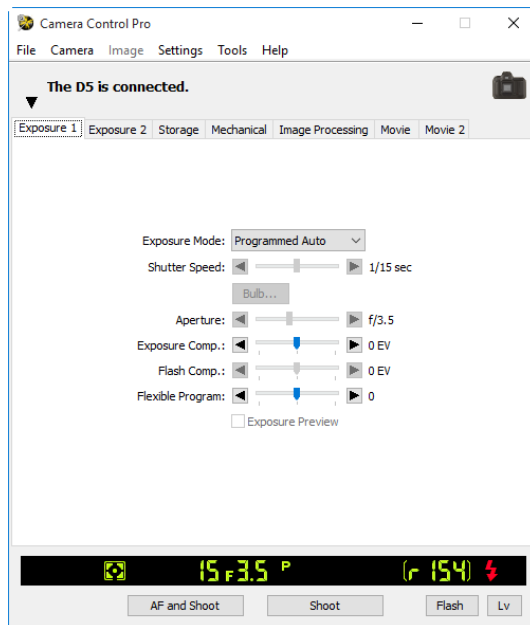 Camera Control Pro
File Camera Image Settings Tools Help
The D5 is connected.
Exposure 1 Exposure 2 Storage Mechanical Image Processing Movie Movie 2
Exposure Mode: Programmed Auto
Shutter Speed: 1/15 sec
Bulb...
Aperture: f/3.5
Exposure Comp.: 0 EV
Flash Comp.: 0 EV
Flexible Program: 0
Exposure Preview
15 F3.5 P (r 154)
AF and Shoot Shoot Flash Lv